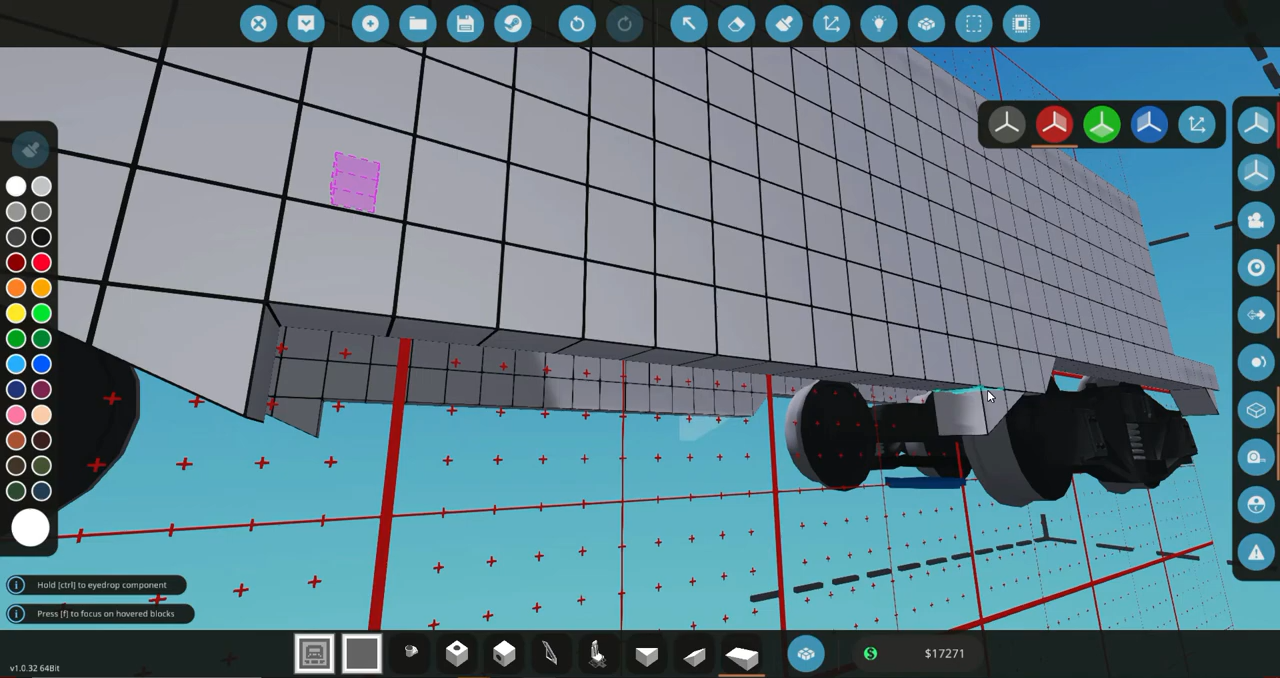 Hold [ctrl] to eyedrop component
Press [f] to focus on hovered blocks
v1.0.32 64Bit
$17271